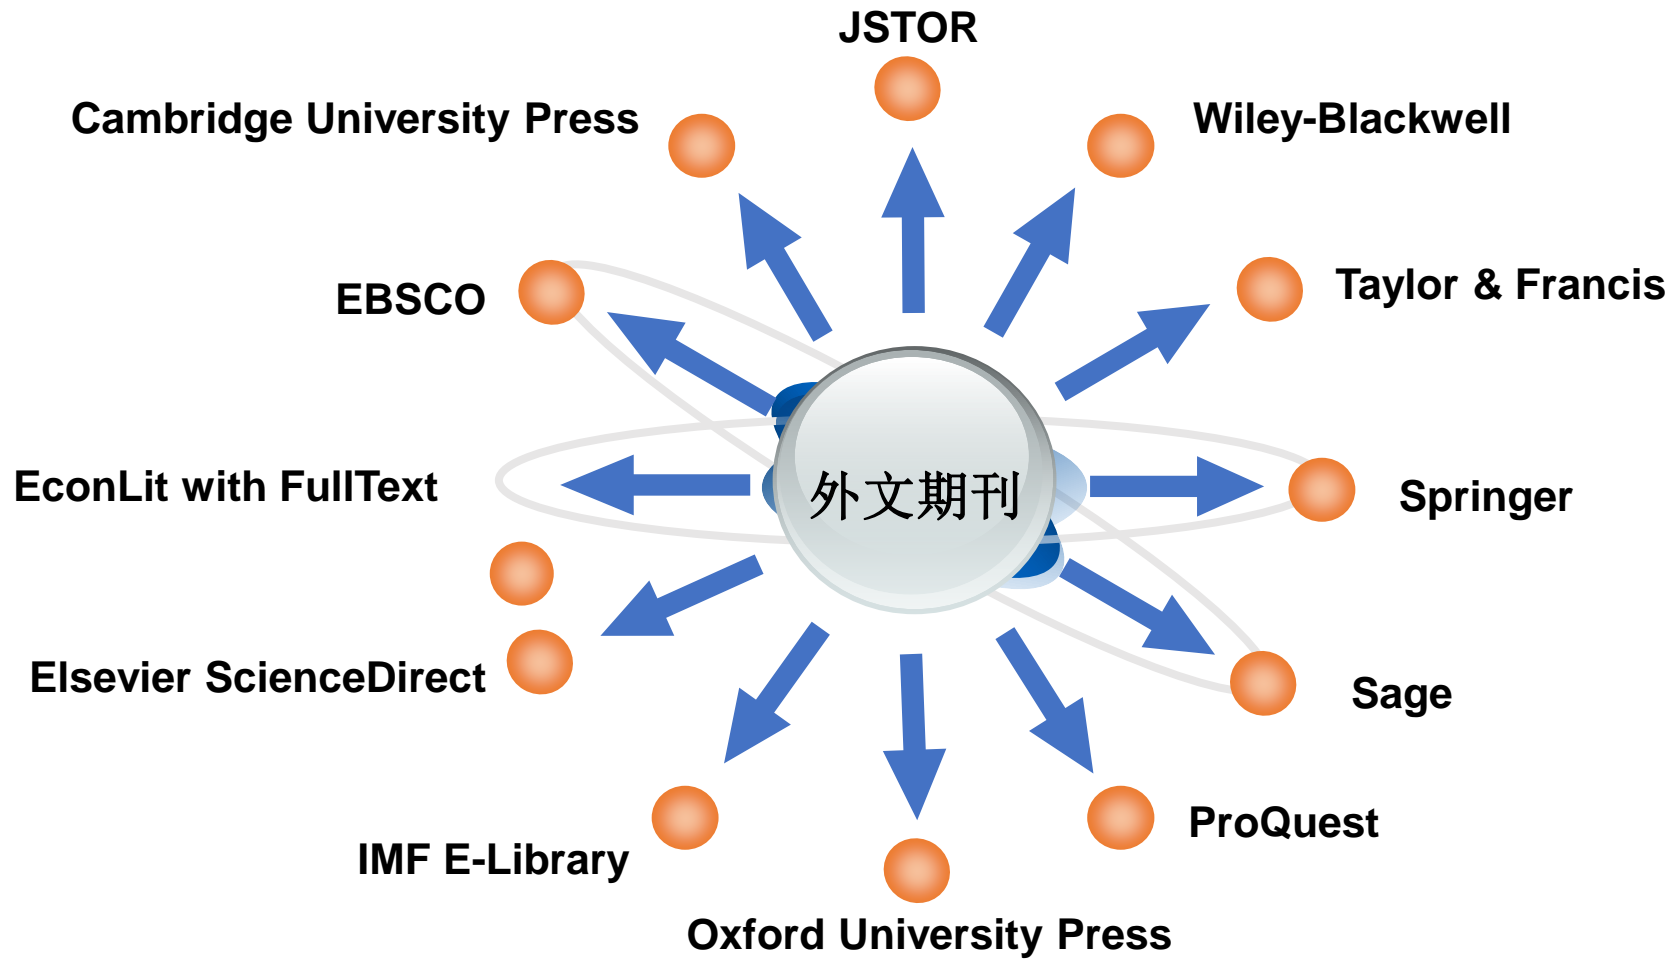 JSTOR
Cambridge University Press
Wiley-Blackwell
EBSCO
Taylor & Francis
EconLit with FullText
外文期刊
Springer
Elsevier ScienceDirect
Sage
IMF E-Library
ProQuest
Oxford University Press